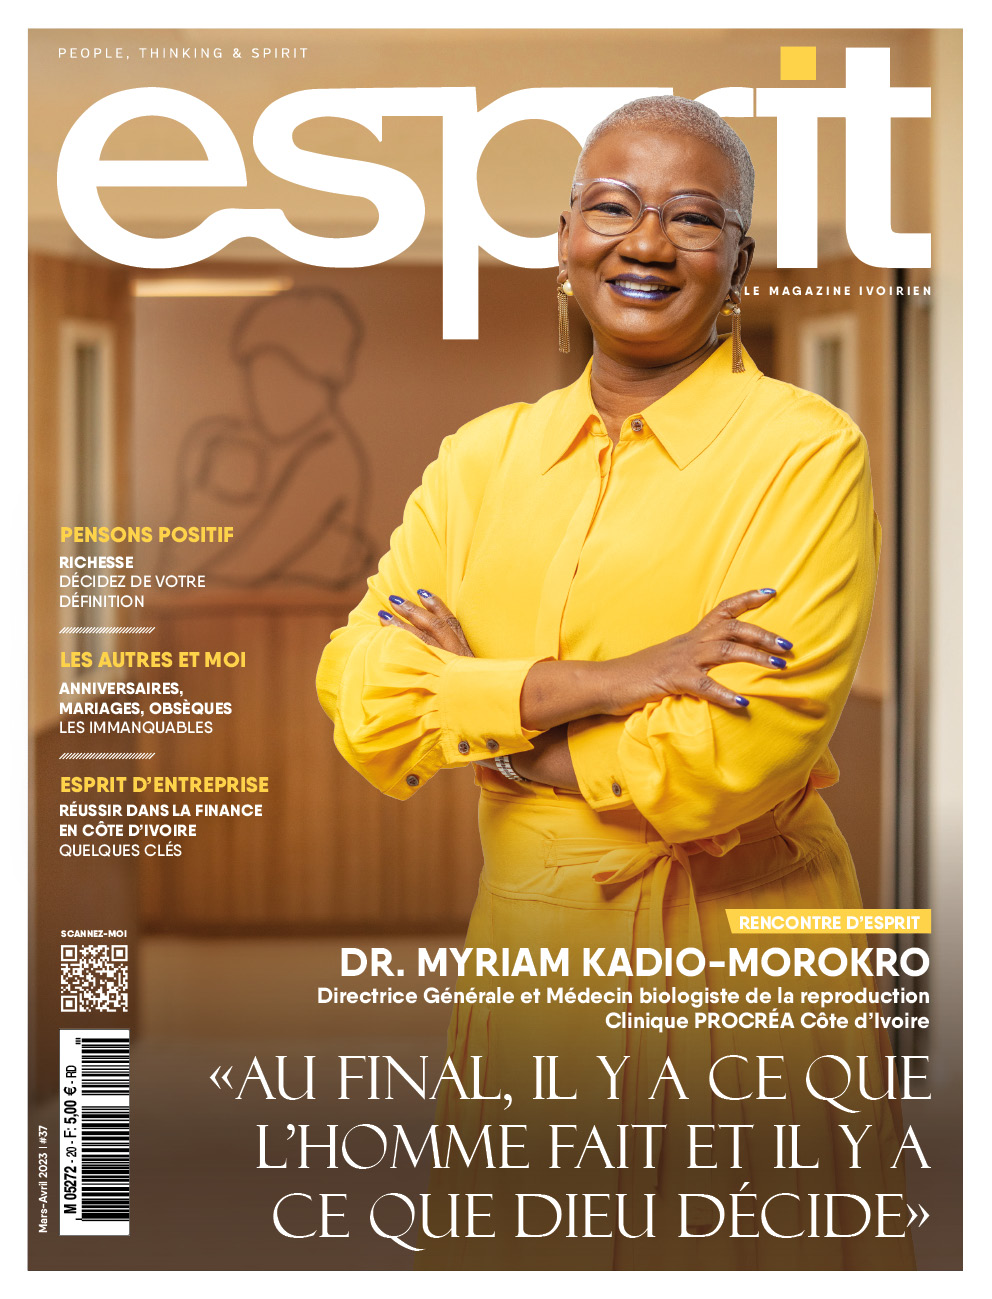 PEOPLE, THINKING & SPIRIT
esprit
LE MAGAZINE IVOIRIEN
PENSONS POSITIF
RICHESSE
DÉCIDEZ DE VOTRE
DÉFINITION
LES AUTRES ET MOI
ANNIVERSAIRES,
MARIAGES, OBSÈQUES
LES IMMANQUABLES
ESPRIT D'ENTREPRISE
RÉUSSIR DANS LA FINANCE
EN CÔTE D'IVOIRE
QUELQUES CLÉS
SCANNEZ-MOI
RENCONTRE D'ESPRIT
DR. MYRIAM KADIO-MOROKRO
Directrice Générale et Médecin biologiste de la reproduction
Clinique PROCRÉA Côte d'Ivoire
«AU FINAL, IL Y A CE QUE
L'HOMME FAIT ET IL Y A
CE QUE DIEU DÉCIDE»
Mars-Avril 2023 | #37
M 05272 - 20 - F: 5,00 € - RD